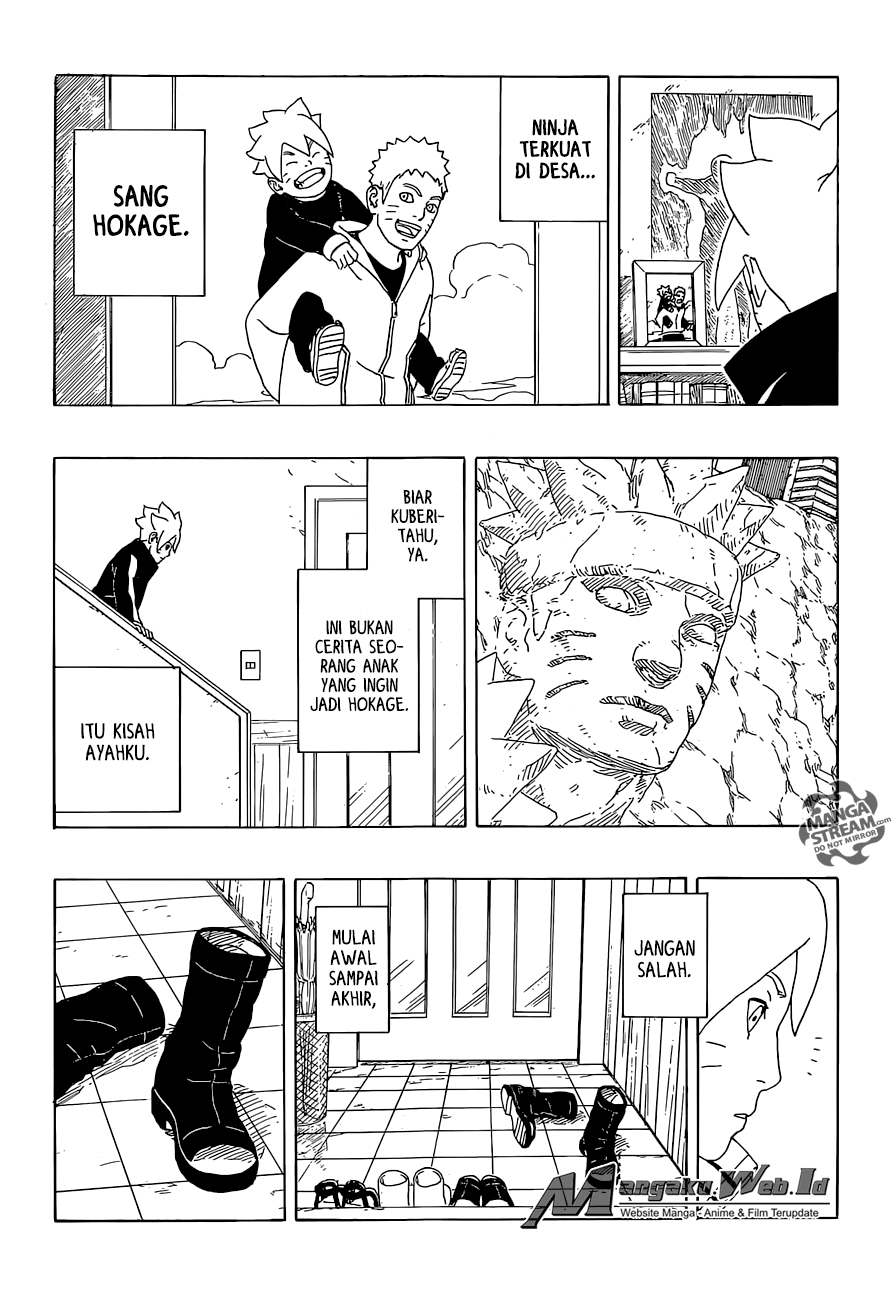 NINJA
TERKUAT
DI DESA...
SANG
HOKAGE.
BIAR
KUBERI-
TAHU,
YA.
INI BUKAN
CERITA SEO-
RANG ANAK
YANG INGIN
JADI HOKAGE.
ITU KISAH
AYAHKU.
MANGA
STREAM.com
DO NOT MIRROR
JANGAN
SALAH.
MULAI
AWAL
SAMPAI
AKHIR,
Mangaku.Web.Id
Website Manga - Anime & Film Terupdate